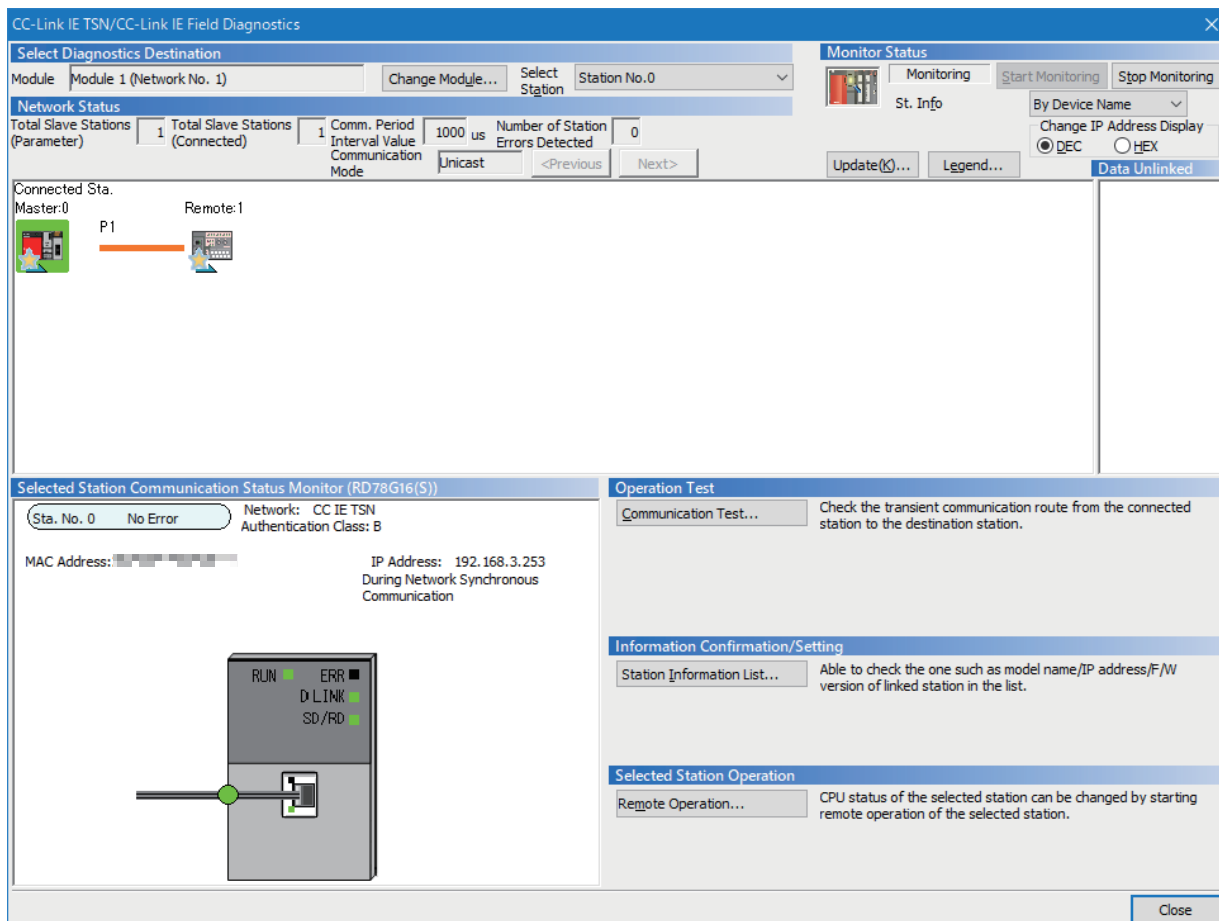 CC-Link IE TSN/CC-Link IE Field Diagnostics
Select Diagnostics Destination
Module
Module 1 (Network No. 1)
Change Module...
Select
Station
Station No.0
Monitor Status
Monitoring
Start Monitoring
Stop Monitoring
St. Info
By Device Name
Change IP Address Display
DEC
HEX
Update(K)...
Legend...
Network Status
Total Slave Stations
(Parameter)
1
Total Slave Stations
(Connected)
1
Comm. Period
Interval Value
1000 us
Number of Station
Errors Detected
0
Communication
Mode
Unicast
<Previous
Next>
Data Unlinked
Connected Sta.
Master:0
Remote:1
P1
Selected Station Communication Status Monitor (RD78G16(S))
Sta. No. 0 No Error
Network: CC IE TSN
Authentication Class: B
MAC Address:
IP Address: 192.168.3.253
During Network Synchronous
Communication
RUN
ERR
D LINK
SD/RD
Operation Test
Communication Test...
Check the transient communication route from the connected
station to the destination station.
Information Confirmation/Setting
Station Information List...
Able to check the one such as model name/IP address/F/W
version of linked station in the list.
Selected Station Operation
Remote Operation...
CPU status of the selected station can be changed by starting
remote operation of the selected station.
Close